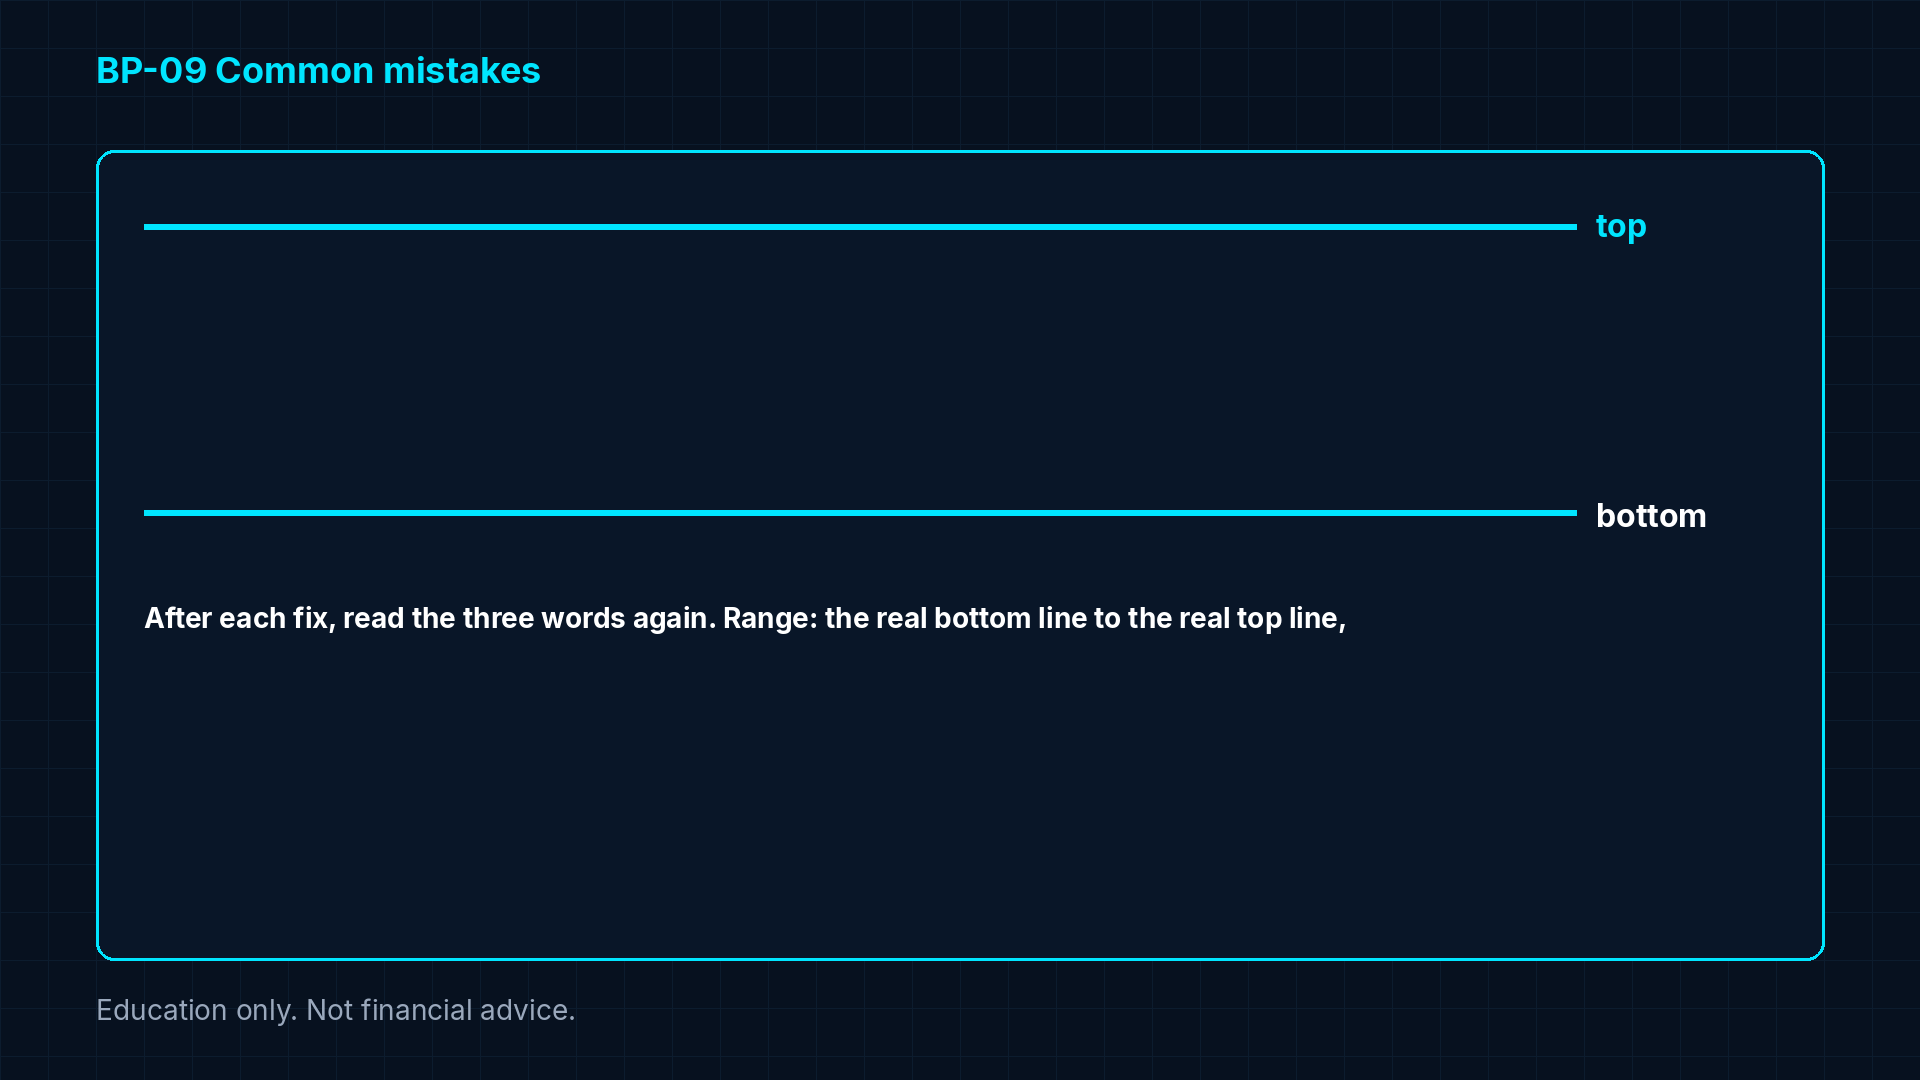 BP-09 Common mistakes
top
bottom
After each fix, read the three words again. Range: the real bottom line to the real top line,
Education only. Not financial advice.